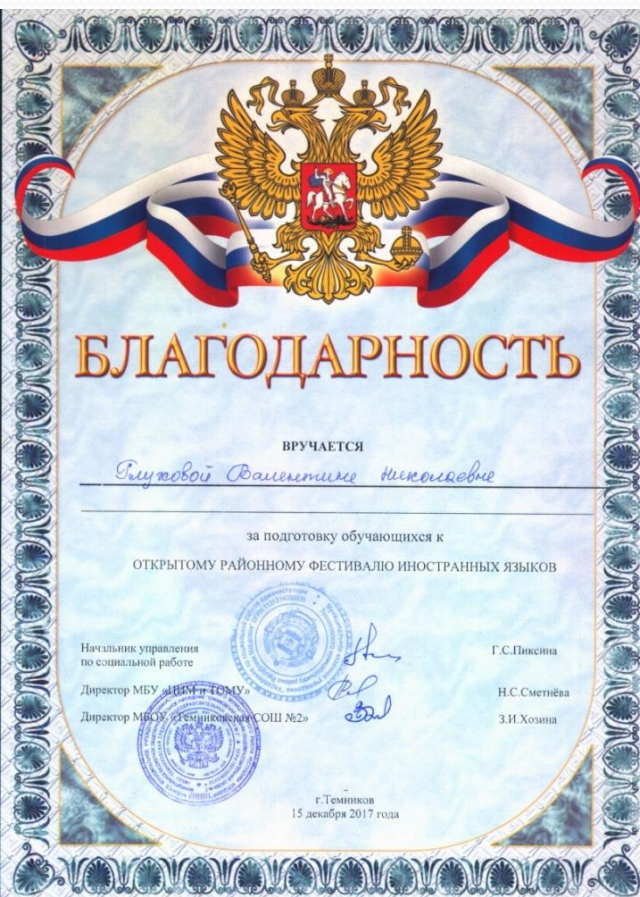 БЛАГОДАРНОСТЬ
ВРУЧАЕТСЯ
Глуховой Валентине Николаевне
за подготовку обучающихся к
ОТКРЫТОМУ РАЙОННОМУ ФЕСТИВАЛЮ ИНОСТРАННЫХ ЯЗЫКОВ
Начальник управления
по социальной работе Г.С.Пиксина
Директор МБУ «ЦИМ и ТОМУ» Н.С.Сметнёва
Директор МБОУ «Темниковская СОШ №2» З.И.Хозина
г.Темников
15 декабря 2017 года